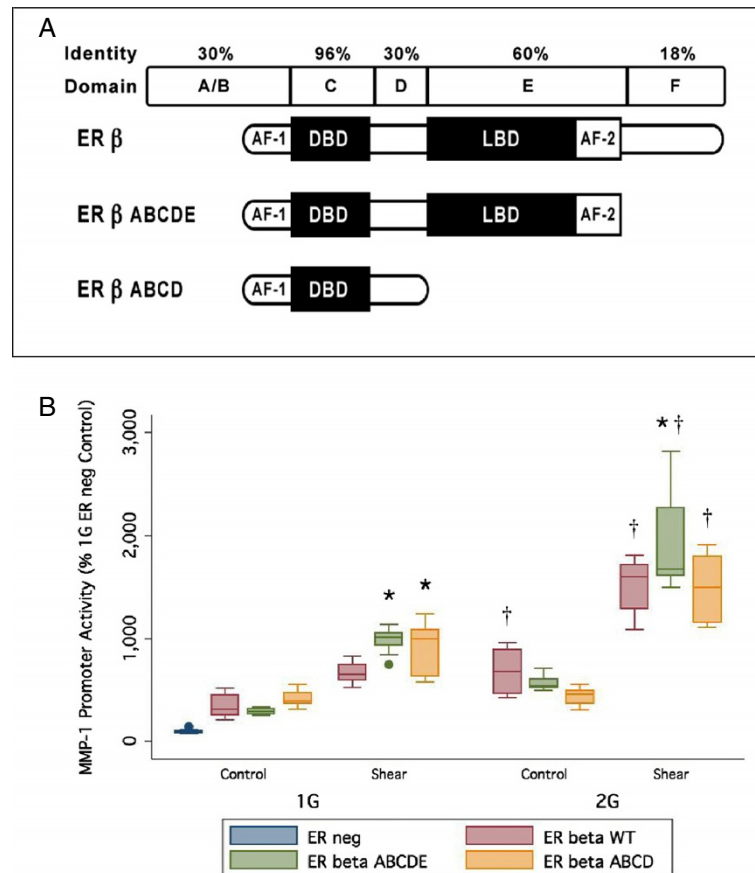 A
Identity 30% 96% 30% 60% 18%
Domain A/B C D E F
ER β AF-1 DBD LBD AF-2
ER β ABCDE AF-1 DBD LBD AF-2
ER β ABCD AF-1 DBD
B
MMP-1 Promoter Activity (% 1G ER neg Control)
3,000
2,000
1,000
0
* * † † * † †
Control Shear Control Shear
1G 2G
ER neg ER beta WT
ER beta ABCDE ER beta ABCD